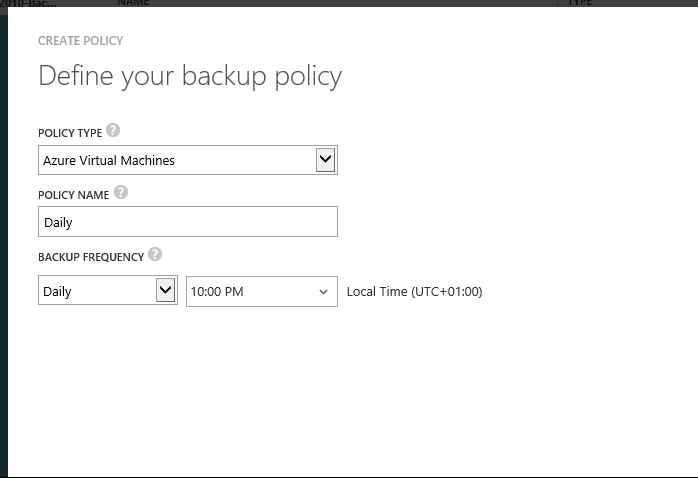 2010-Bac... NAME TYPE
CREATE POLICY
Define your backup policy
POLICY TYPE ?
Azure Virtual Machines
POLICY NAME ?
Daily
BACKUP FREQUENCY ?
Daily 10:00 PM Local Time (UTC+01:00)